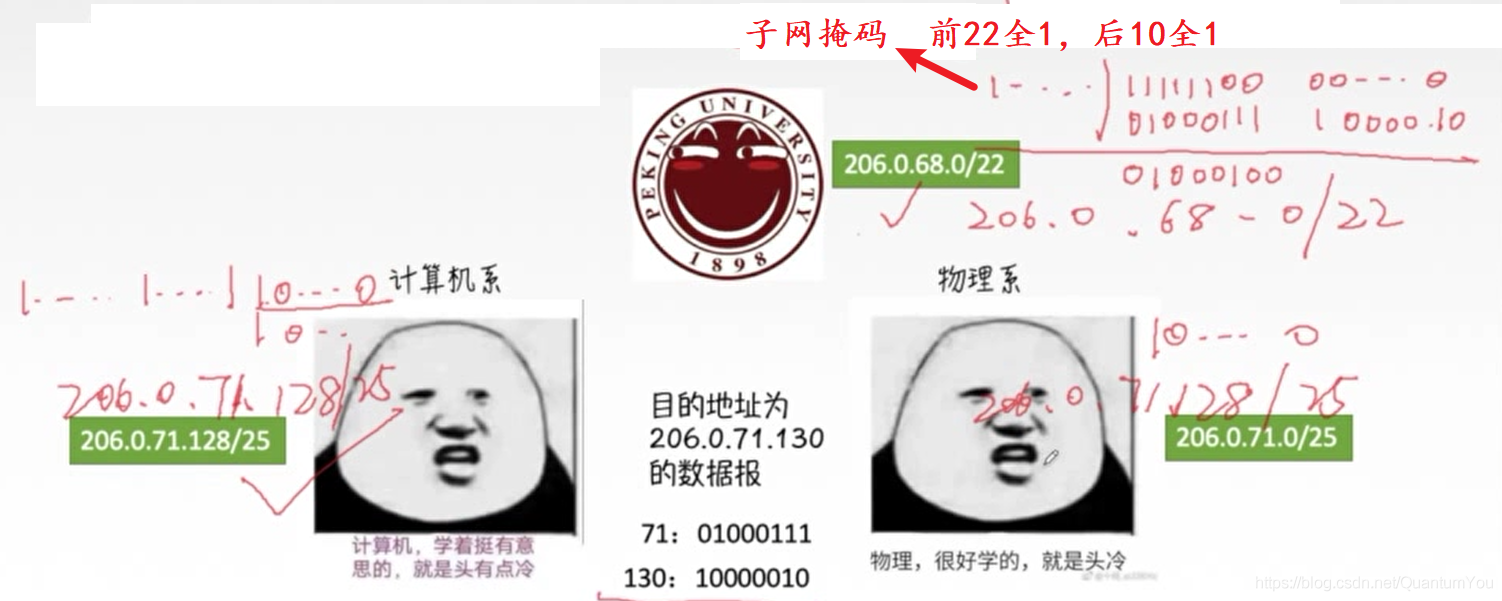 子网掩码 前22全1，后10全1
1-...·1 11111100 00---·0
01000111 10000·10
PEKING UNIVERSITY
1898
206.0.68.0/22
01000100
206.0.68-0/22
计算机系
物理系
1·-··· 1···1 10---0
10-·
10--- 0
206.0.71.128/25
206.0.71.128/25
206.0.71.128/25
206.0.71.0/25
目的地址为
206.0.71.130
的数据报
71：01000111
130：10000010
计算机，学着挺有意
思的，就是头有点冷
物理，很好学的，就是头冷
https://blog.csdn.net/QuantumYou